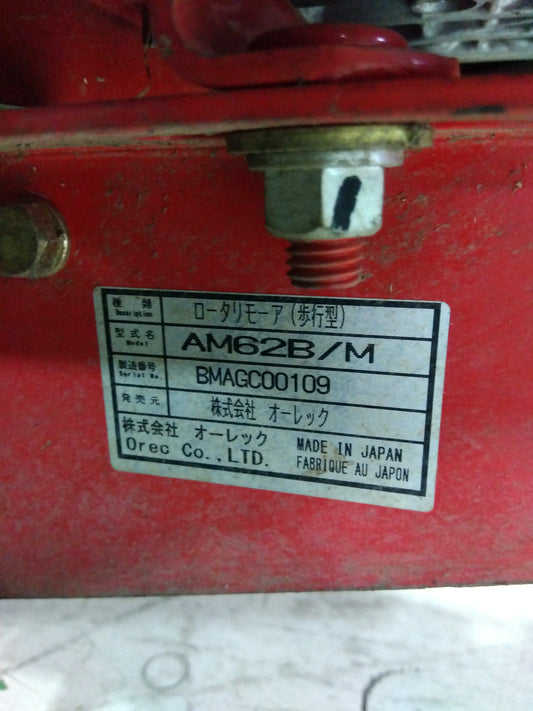 種類 ロータリモーア(歩行型)
Description
型式名 AM62B/M
Model
製造番号 BMAGC00109
Serial No.
発売元 株式会社 オーレック
株式会社 オーレック
Orec Co.,LTD.
MADE IN JAPAN
FABRIQUE AU JAPON